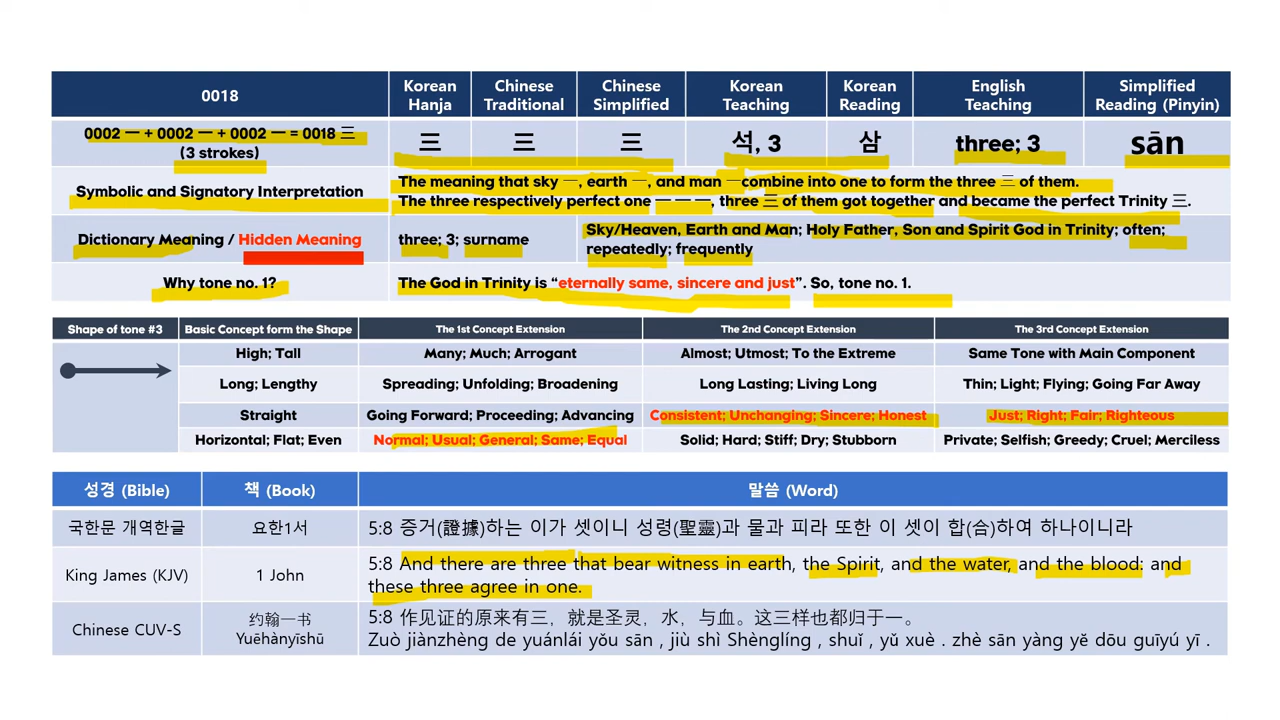 0018
Korean Hanja
Chinese Traditional
Chinese Simplified
Korean Teaching
Korean Reading
English Teaching
Simplified Reading (Pinyin)
0002 一 + 0002 一 + 0002 一 = 0018 三
(3 strokes)
三
三
三
석, 3
삼
three; 3
sān
Symbolic and Signatory Interpretation
The meaning that sky 一, earth 一, and man 一combine into one to form the three 三 of them.
The three respectively perfect one 一 一 一, three 三 of them got together and became the perfect Trinity 三.
Dictionary Meaning / Hidden Meaning
three; 3; surname
Sky/Heaven, Earth and Man; Holy Father, Son and Spirit God in Trinity; often;
repeatedly; frequently
Why tone no. 1?
The God in Trinity is “eternally same, sincere and just”. So, tone no. 1.
Shape of tone #3
Basic Concept form the Shape
The 1st Concept Extension
The 2nd Concept Extension
The 3rd Concept Extension
High; Tall
Many; Much; Arrogant
Almost; Utmost; To the Extreme
Same Tone with Main Component
Long; Lengthy
Spreading; Unfolding; Broadening
Long Lasting; Living Long
Thin; Light; Flying; Going Far Away
Straight
Going Forward; Proceeding; Advancing
Consistent; Unchanging; Sincere; Honest
Just; Right; Fair; Righteous
Horizontal; Flat; Even
Normal; Usual; General; Same; Equal
Solid; Hard; Stiff; Dry; Stubborn
Private; Selfish; Greedy; Cruel; Merciless
성경 (Bible)
책 (Book)
말씀 (Word)
국한문 개역한글
요한1서
5:8 증거(證據)하는 이가 셋이니 성령(聖靈)과 물과 피라 또한 이 셋이 합(合)하여 하나이니라
King James (KJV)
1 John
5:8 And there are three that bear witness in earth, the Spirit, and the water, and the blood: and
these three agree in one.
Chinese CUV-S
约翰一书
Yuēhànyīshū
5:8 作见证的原来有三，就是圣灵，水，与血。这三样也都归于一。
Zuò jiànzhèng de yuánlái yǒu sān , jiù shì Shènglíng , shuǐ , yǔ xuè . zhè sān yàng yě dōu guīyú yī .